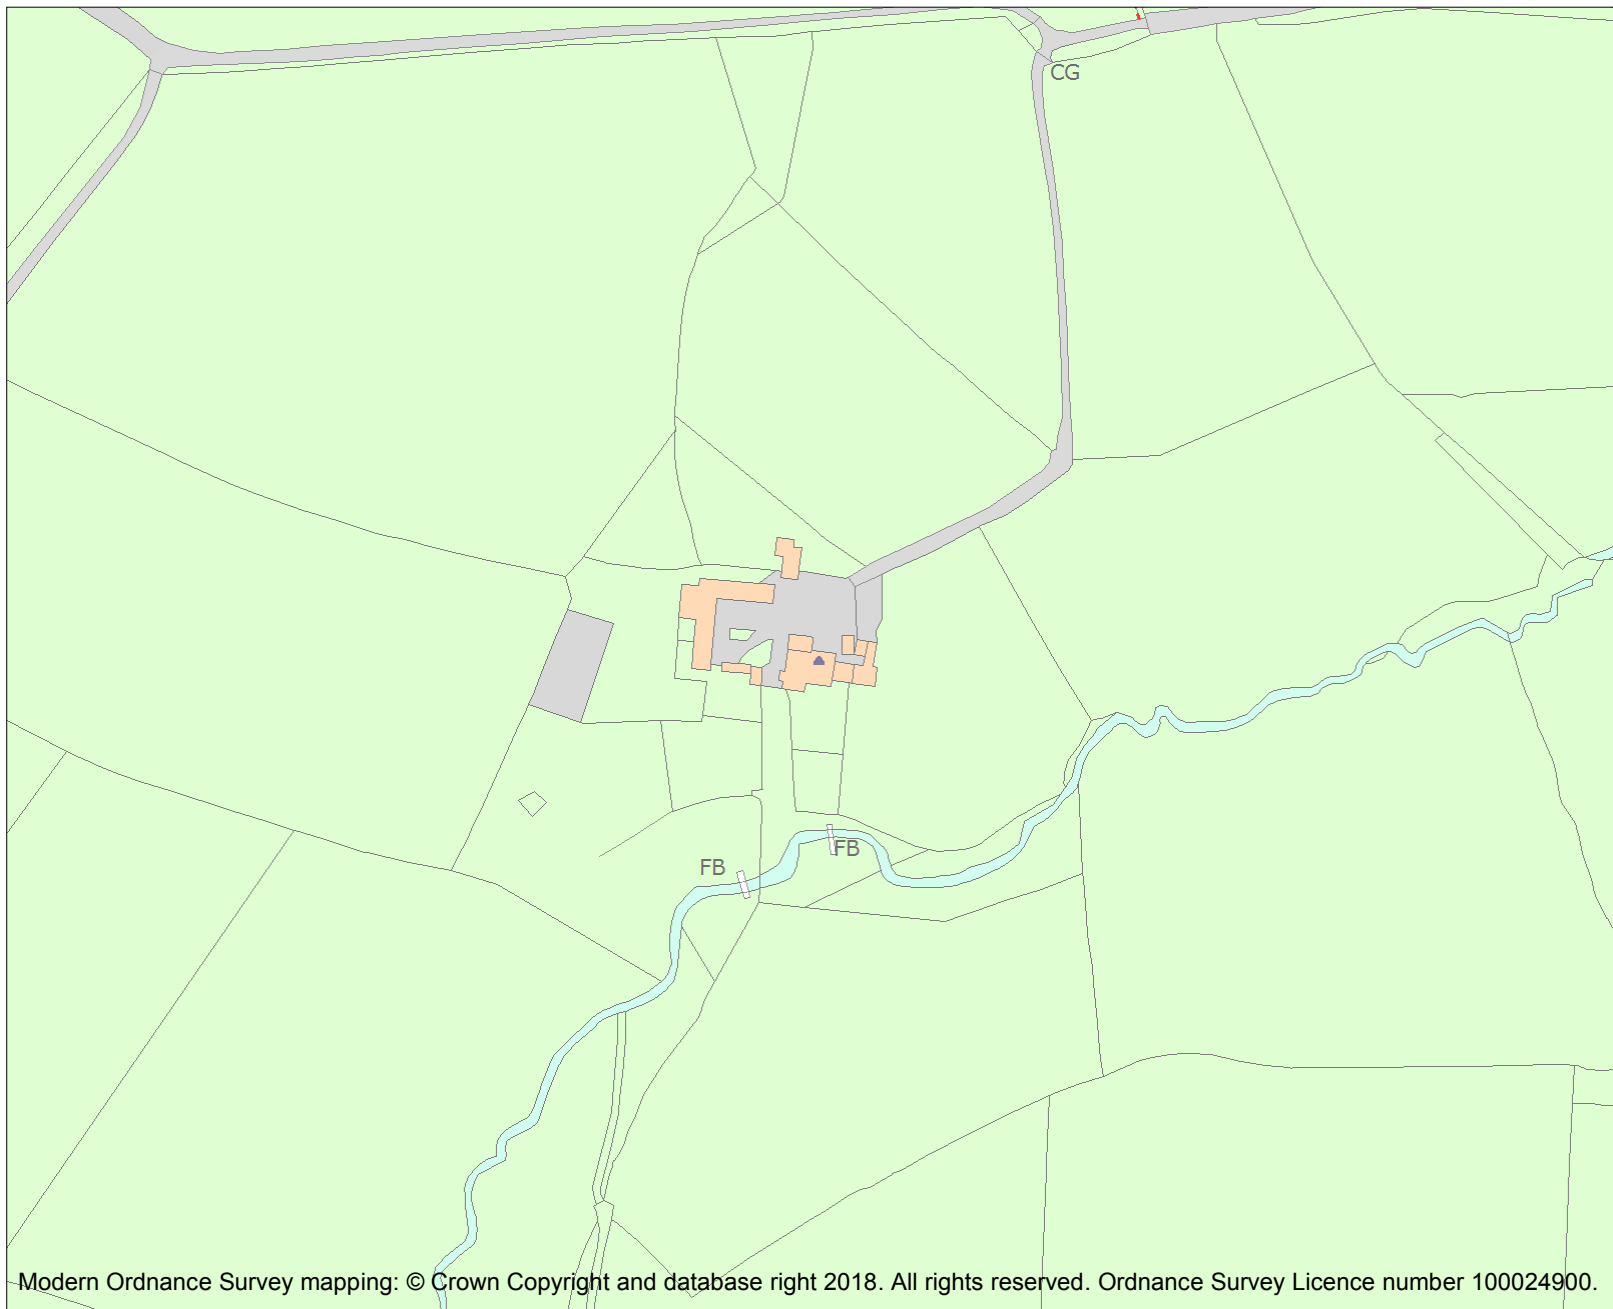 CG
FB
FB
Modern Ordnance Survey mapping: © Crown Copyright and database right 2018. All rights reserved. Ordnance Survey Licence number 100024900.